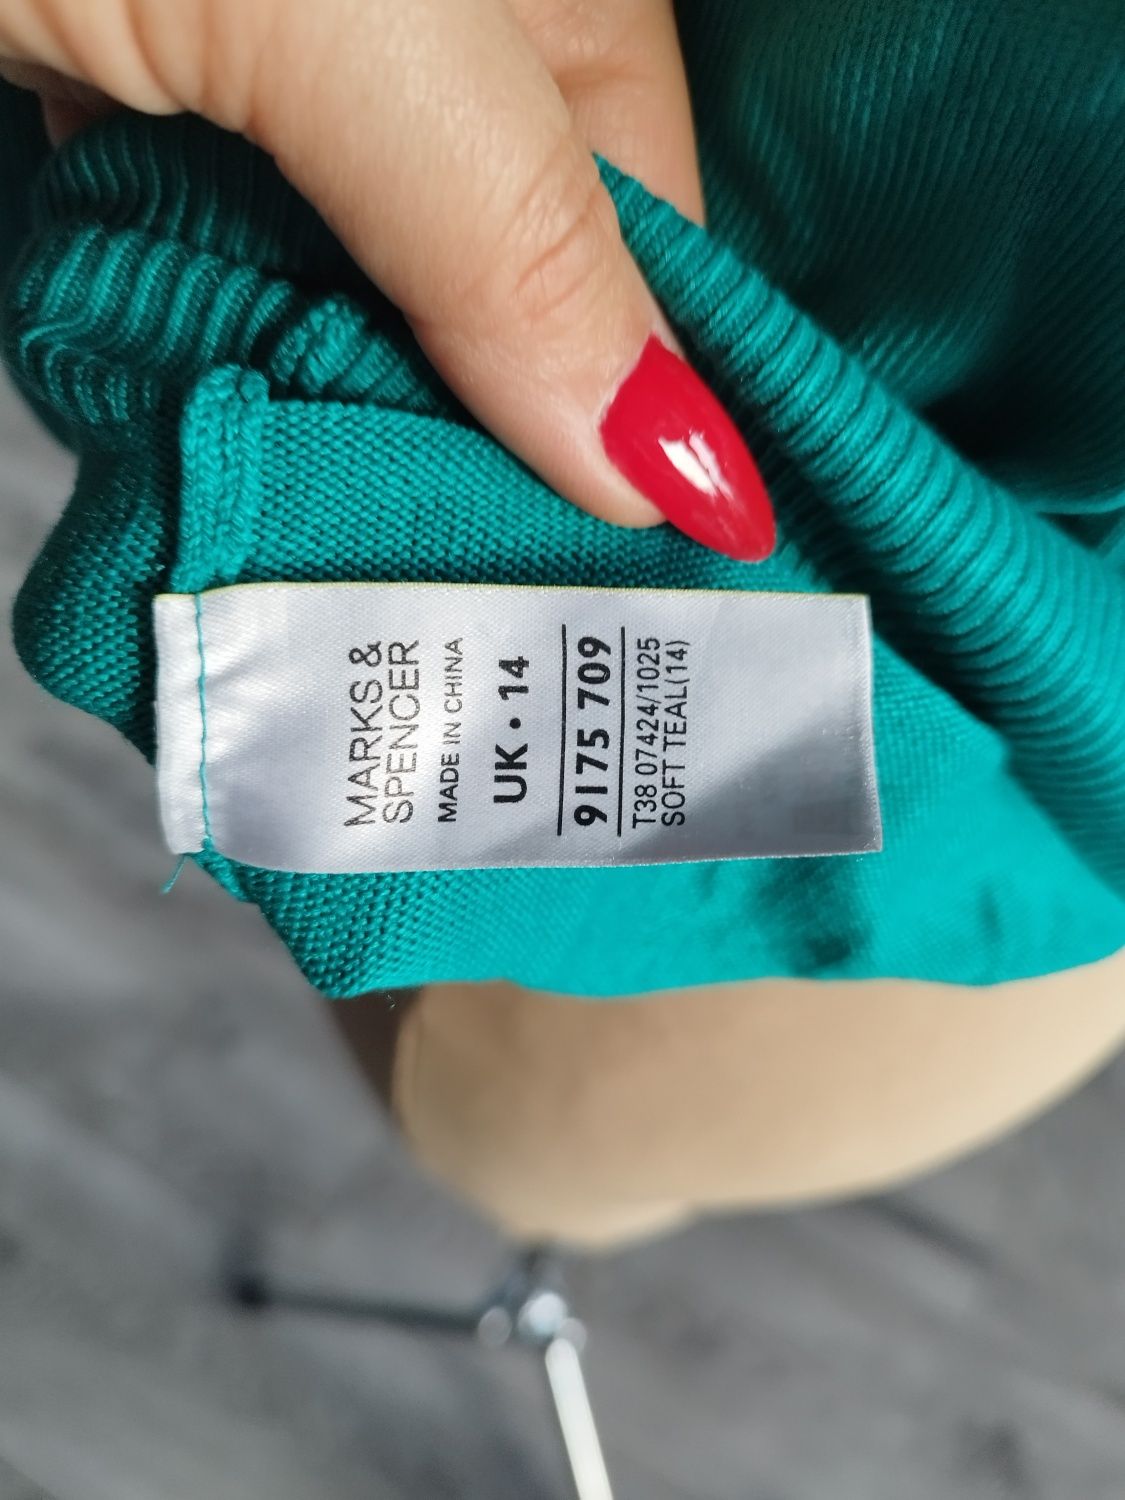 MARKS &
SPENCER
MADE IN CHINA
UK • 14
9175 709
T38 07424/1025
SOFT TEAL(14)